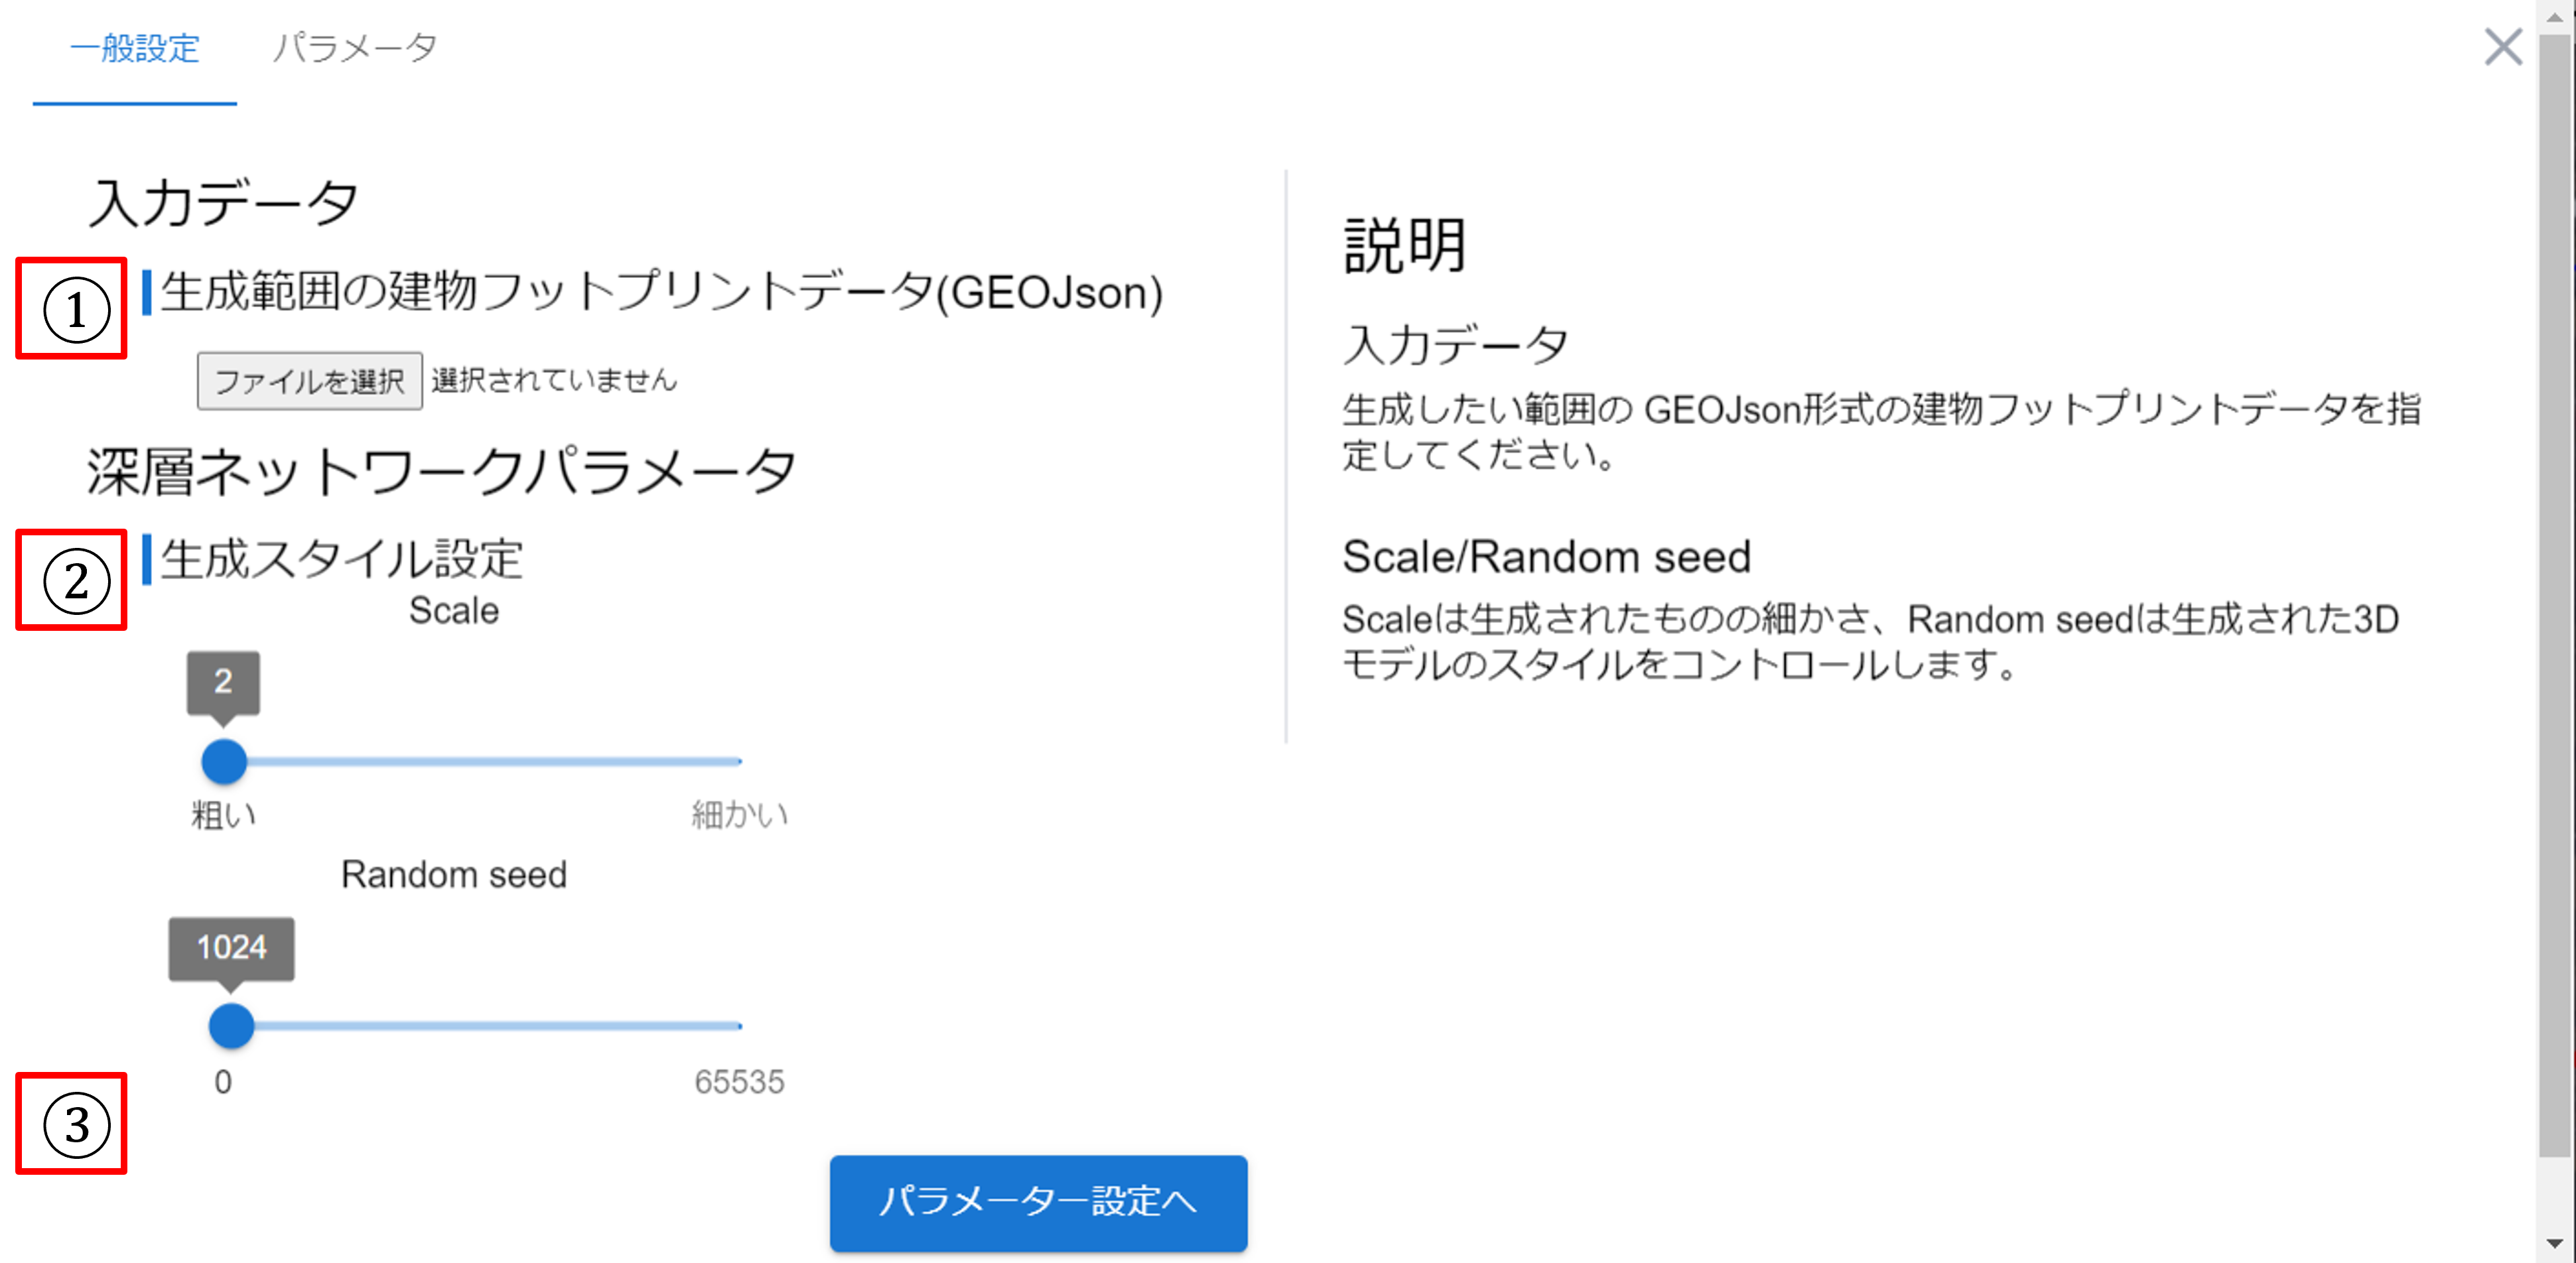 一般設定 パラメータ
入力データ
① 生成範囲の建物フットプリントデータ(GEOJson)
ファイルを選択 選択されていません
深層ネットワークパラメータ
② 生成スタイル設定
Scale
2
粗い 細かい
Random seed
1024
0 65535
③
パラメーター設定へ
説明
入力データ
生成したい範囲の GEOJson形式の建物フットプリントデータを指
定してください。
Scale/Random seed
Scaleは生成されたものの細かさ、Random seedは生成された3D
モデルのスタイルをコントロールします。